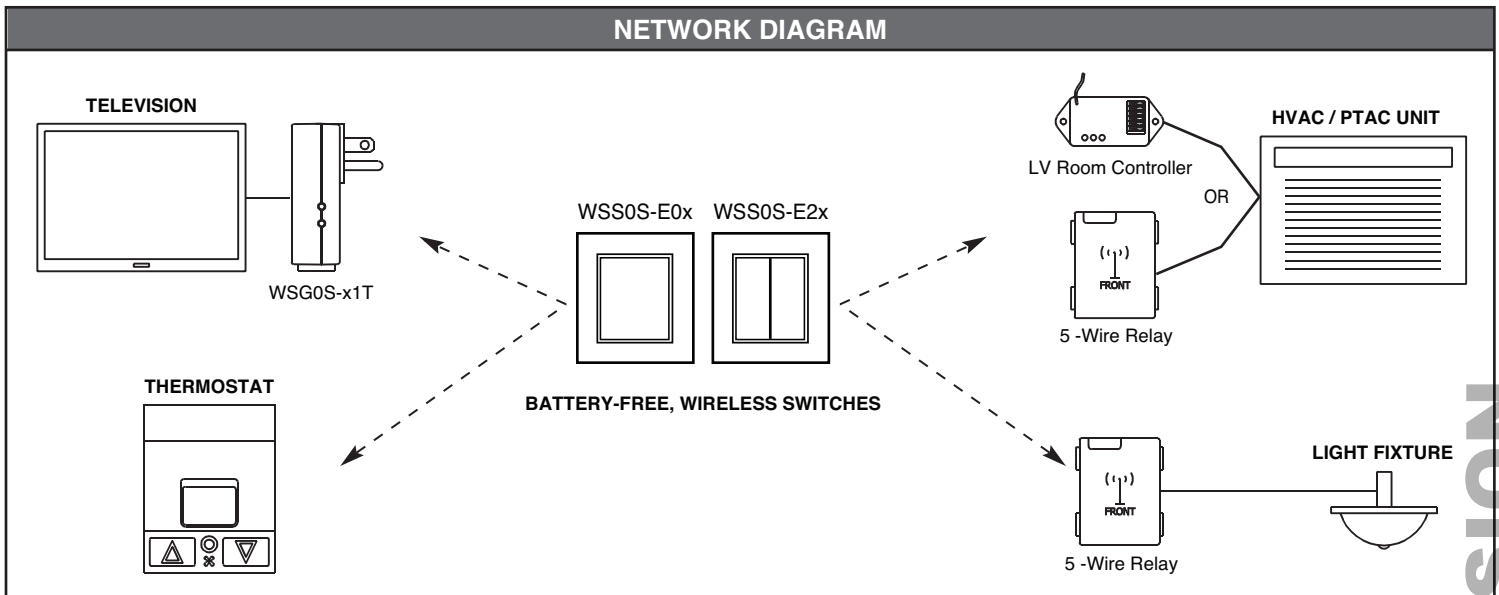 NETWORK DIAGRAM
TELEVISION
WSG0S-x1T
THERMOSTAT
WSS0S-E0x
WSS0S-E2x
BATTERY-FREE, WIRELESS SWITCHES
LV Room Controller
OR
FRONT
5 -Wire Relay
HVAC / PTAC UNIT
FRONT
5 -Wire Relay
LIGHT FIXTURE